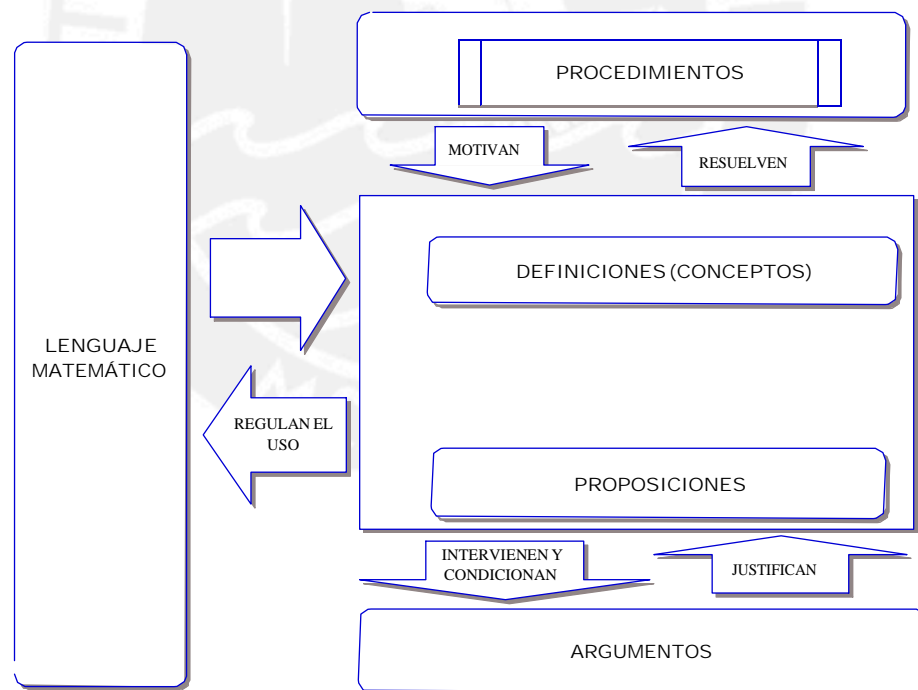 PROCEDIMIENTOS
MOTIVAN
RESUELVEN
DEFINICIONES (CONCEPTOS)
LENGUAJE
MATEMÁTICO
REGULAN EL
USO
PROPOSICIONES
INTERVIENEN Y
CONDICIONAN
JUSTIFICAN
ARGUMENTOS